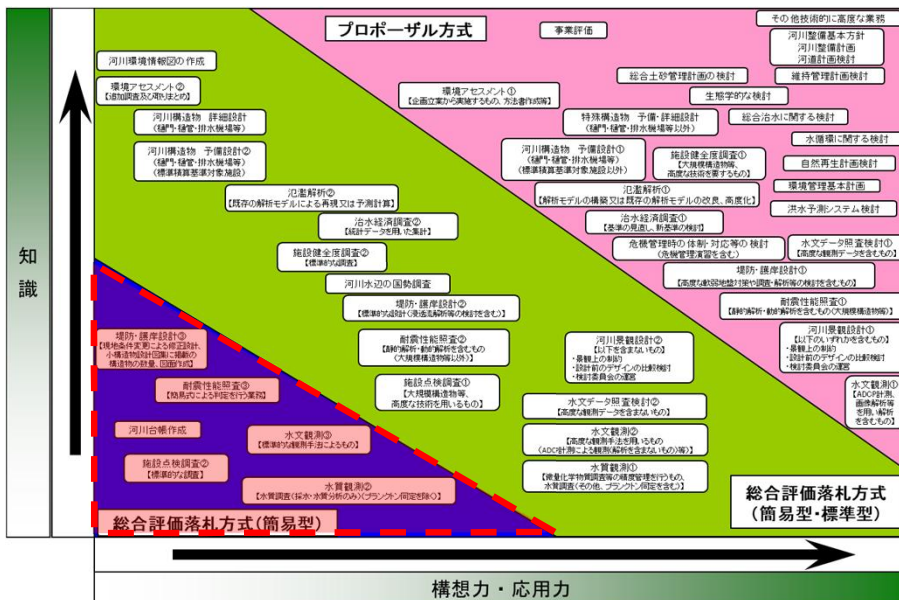 プロポーザル方式
事業評価
その他技術的に高度な業務
河川整備基本方針
河川整備計画
河道計画検討
河川環境情報図の作成
総合土砂管理計画の検討
維持管理計画検討
環境アセスメント②
【追加調査及び取りまとめ】
環境アセスメント①
【企画立案から実施するもの、方法書作成等】
生態学的な検討
河川構造物 詳細設計
(樋門・樋管・排水機場等)
特殊構造物 予備・詳細設計
(樋門・樋管・排水機場等以外)
総合治水に関する検討
水循環に関する検討
河川構造物 予備設計②
(樋門・樋管・排水機場等)
(標準積算基準対象施設)
河川構造物 予備設計①
(樋門・樋管・排水機場等)
(標準積算基準対象施設以外)
施設健全度調査①
【大規模構造物等、
高度な技術を要するもの】
自然再生計画検討
氾濫解析②
【既存の解析モデルによる再現又は予測計算】
氾濫解析①
【解析モデルの構築又は既存の解析モデルの改良、高度化】
環境管理基本計画
治水経済調査②
【統計データを用いた集計】
治水経済調査①
【基準の見直し、新基準の検討】
洪水予測システム検討
施設健全度調査②
【標準的な調査】
危機管理時の体制・対応等の検討
(危機管理演習を含む)
水文データ照査検討①
【高度な観測データを含むもの】
河川水辺の国勢調査
堤防・護岸設計①
【高度な軟弱地盤対策や調査・解析等の検討を含むもの】
堤防・護岸設計②
【標準的な設計(浸透流解析等の検討を含む)】
耐震性能照査①
【静的解析・動的解析を含むもの(大規模構造物等)】
堤防・護岸設計③
【現地条件変更による修正設計、
小構造物設計図集に掲載の
構造物の数量、図面作成】
耐震性能照査②
【静的解析・動的解析を含むもの
(大規模構造物等以外)】
河川景観設計②
【以下を含まないもの】
・景観上の制約
・設計前のデザインの比較検討
・検討委員会の運営
河川景観設計①
【以下のいずれかを含むもの】
・景観上の制約
・設計前のデザインの比較検討
・検討委員会の運営
耐震性能照査③
【簡易式による判定を行う業務】
施設点検調査①
【大規模構造物等、
高度な技術を用いるもの】
水文観測①
【ADCP計測、
画像解析等
を用い解析
を含むもの】
水文データ照査検討②
【高度な観測データを含まないもの】
河川台帳作成
水文観測③
【標準的な観測手法によるもの】
水文観測②
【高度な観測手法を用いるもの
(ADCP計測による観測(解析を含まないもの)等)】
施設点検調査②
【標準的な調査】
水質観測①
【微量化学物質調査等の精度管理を行うもの、
水質調査(その他、プランクトン同定を含む)】
水質観測②
【水質調査(採水・水質分析のみ)(プランクトン同定を除く)】
総合評価落札方式
(簡易型・標準型)
総合評価落札方式(簡易型)
知識
構想力・応用力